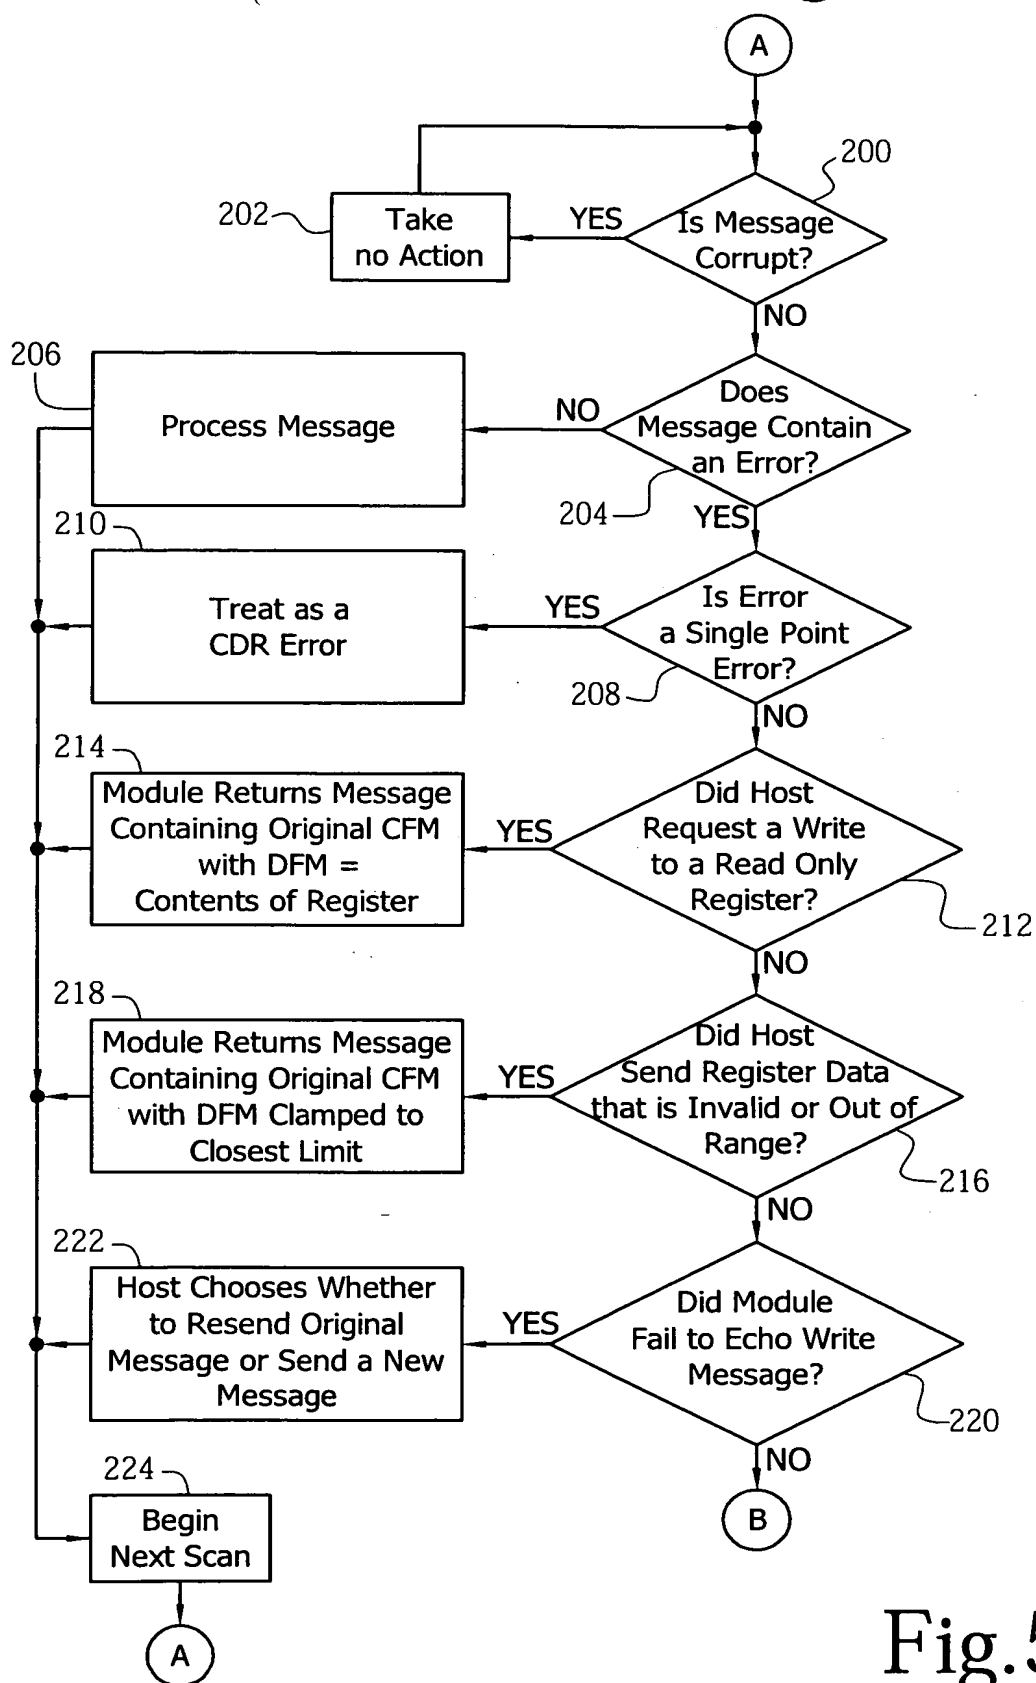 A
200
202
Take
no Action
YES
Is Message
Corrupt?
NO
206
Process Message
NO
Does
Message Contain
an Error?
204
YES
210
Treat as a
CDR Error
YES
Is Error
a Single Point
Error?
208
NO
214
Module Returns Message
Containing Original CFM
with DFM =
Contents of Register
YES
Did Host
Request a Write
to a Read Only
Register?
212
NO
218
Module Returns Message
Containing Original CFM
with DFM Clamped to
Closest Limit
YES
Did Host
Send Register Data
that is Invalid or Out of
Range?
216
NO
222
Host Chooses Whether
to Resend Original
Message or Send a New
Message
YES
Did Module
Fail to Echo Write
Message?
220
NO
B
224
Begin
Next Scan
A
Fig.5